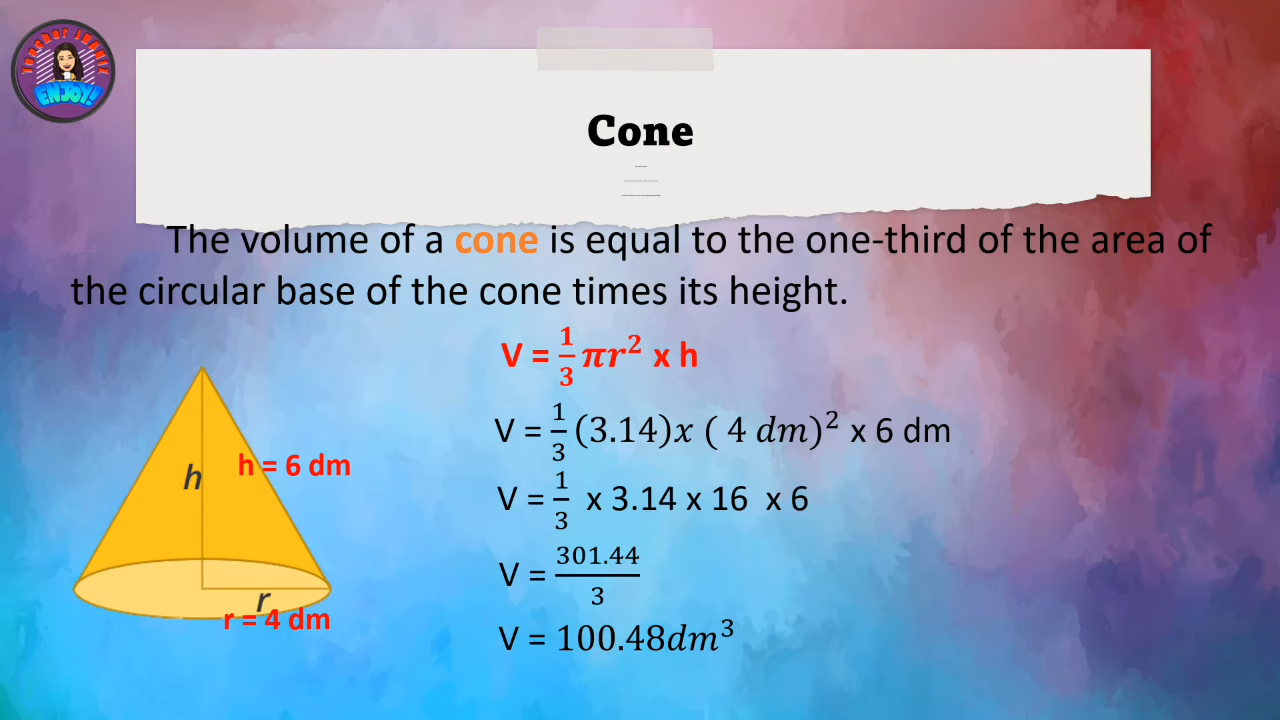 Teacher
ENJOY!
Cone
The volume of a cone is equal to the one-third of the area of
the circular base of the cone times its height.
V = 1/3 πr² x h
V = 1/3 (3.14)x ( 4 dm)² x 6 dm
V = 1/3 x 3.14 x 16 x 6
V = 301.44/3
V = 100.48dm³
h
h = 6 dm
r
r = 4 dm